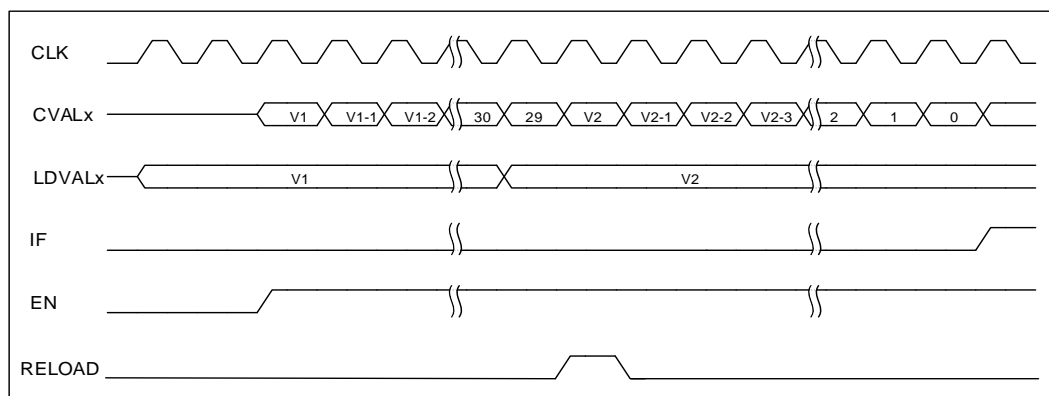 CLK
CVALx V1 V1-1 V1-2 30 29 V2 V2-1 V2-2 V2-3 2 1 0
LDVALx V1 V2
IF
EN
RELOAD